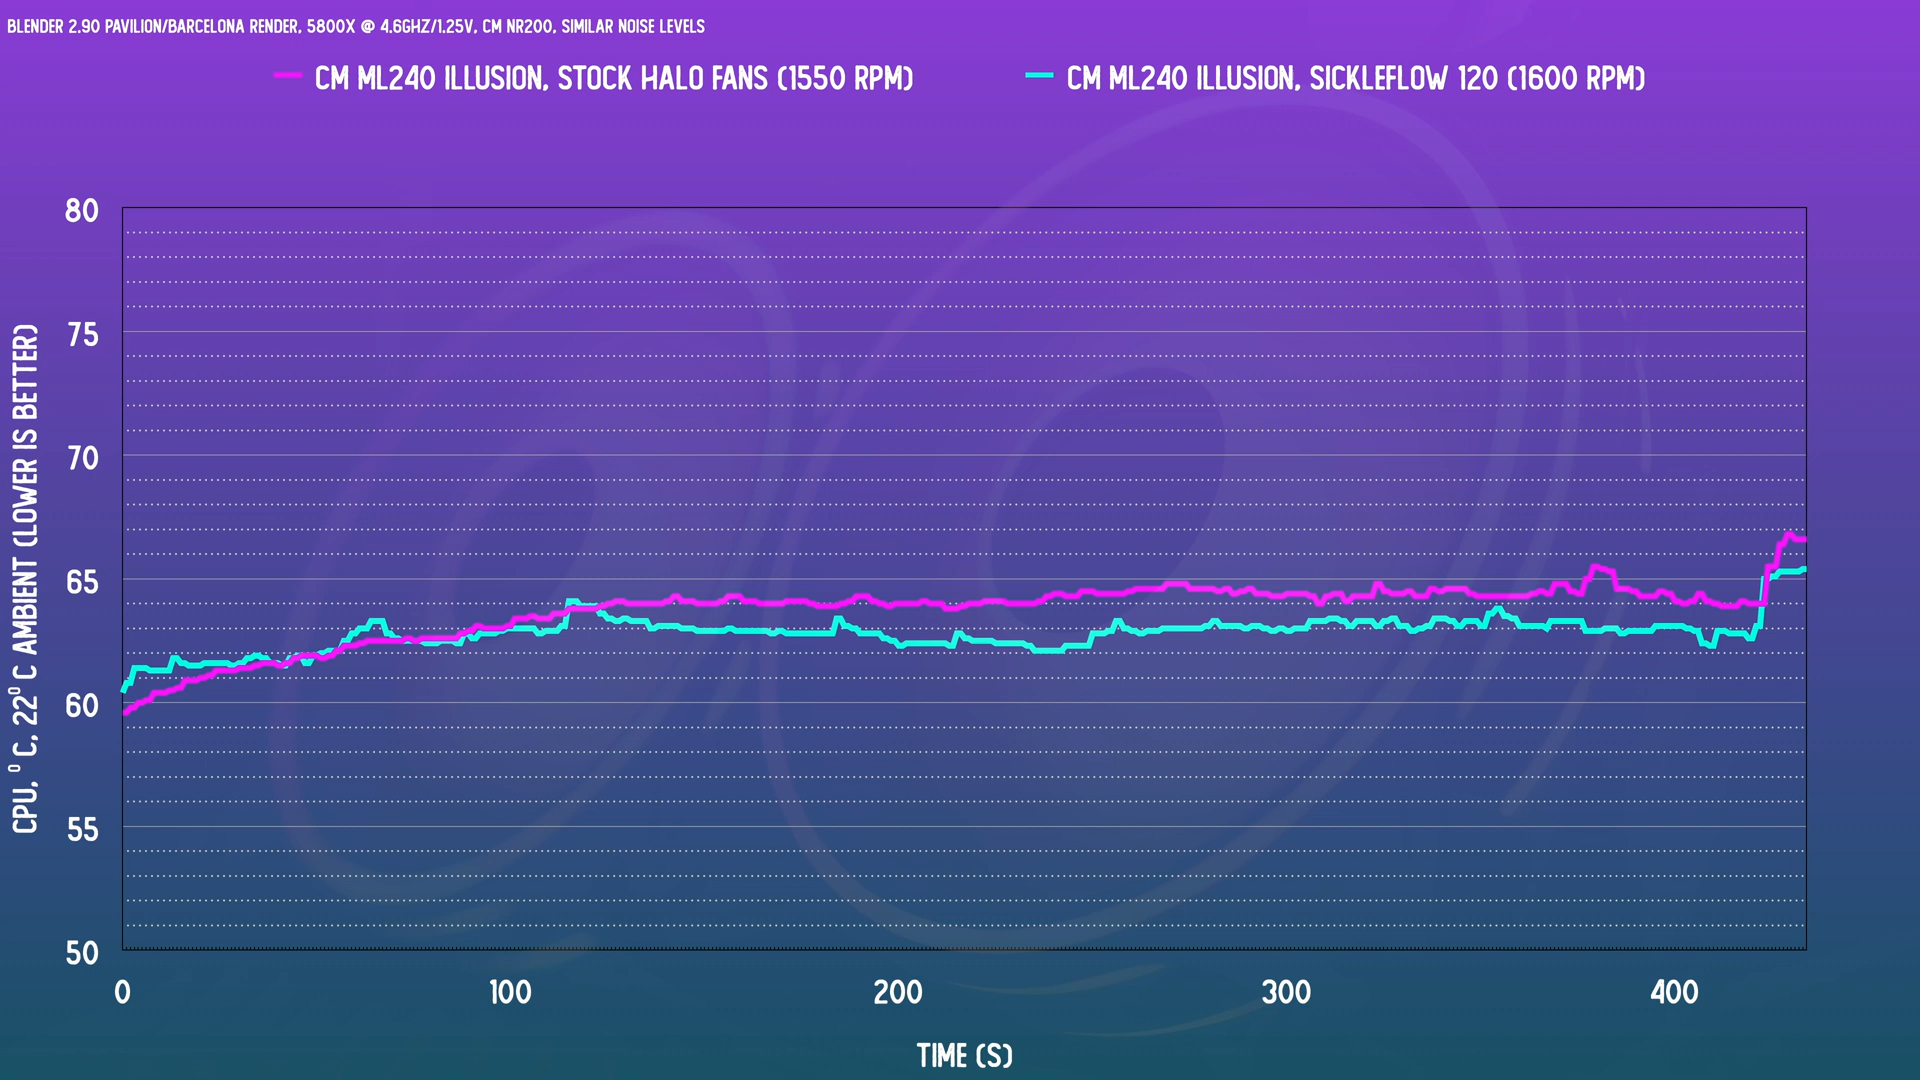 BLENDER 2.90 PAVILION/BARCELONA RENDER, 5800X @ 4.6GHZ/1.25V, CM NR200, SIMILAR NOISE LEVELS
CM ML240 ILLUSION, STOCK HALO FANS (1550 RPM)
CM ML240 ILLUSION, SICKLEFLOW 120 (1600 RPM)
CPU, ⁰ C, 22⁰ C AMBIENT (LOWER IS BETTER)
80
75
70
65
60
55
50
0 100 200 300 400
TIME (S)